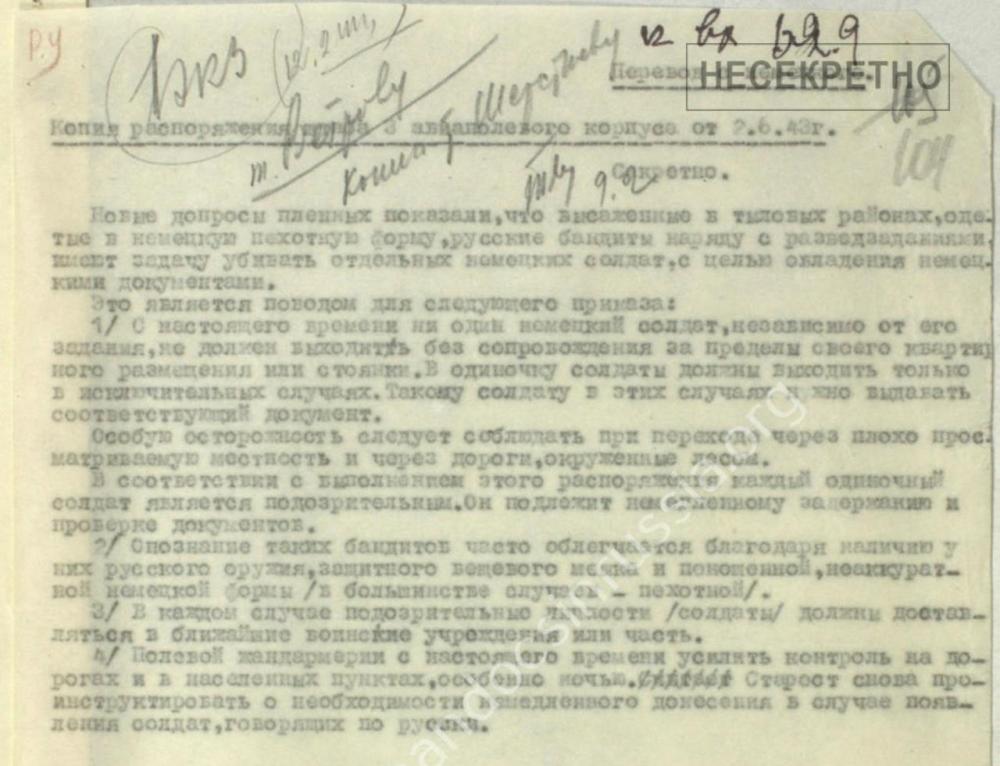 Р.У
к вх 629
НЕСЕКРЕТНО
Перевод с немецкого.
Копия распоряжения штаба 3 авиаполевого корпуса от 2.6.43г.
104
Секретно.
Новые допросы пленных показали,что высаженные в тыловых районах,оде-
тые в немецкую пехотную форму,русские бандиты наряду с разведзаданиями,
имеют задачу убивать отдельных немецких солдат,с целью овладения немец-
кими документами.
Это является поводом для следующего приказа:
1/ С настоящего времени ни один немецкий солдат,независимо от его
задания,не должен выходить без сопровождения за пределы своего квартир
ного размещения или стоянки.В одиночку солдаты должны выходить только
в исключительных случаях.Такому солдату в этих случаях нужно выдавать
соответствующий документ.
Особую осторожность следует соблюдать при переходе через плохо прос-
матриваемую местность и через дороги,окруженные лесом.
В соответствии с выполнением этого распоряжения каждый одиночный
солдат является подозрительным.Он подлежит немедленному задержанию и
проверке документов.
2/ Опознание таких бандитов часто облегчается благодаря наличию у
них русского оружия,защитного вещевого мешка и поношенной,неаккурат-
ной немецкой формы /в большинстве случаев - пехотной/.
3/ В каждом случае подозрительные личности /солдаты/ должны достав-
ляться в ближайшие воинские учреждения или часть.
4/ Полевой жандармерии с настоящего времени усилить контроль на до-
рогах и в населенных пунктах,особенно ночью. Старост снова про-
инструктировать о необходимости немедленного донесения в случае появ-
ления солдат,говорящих по русски.